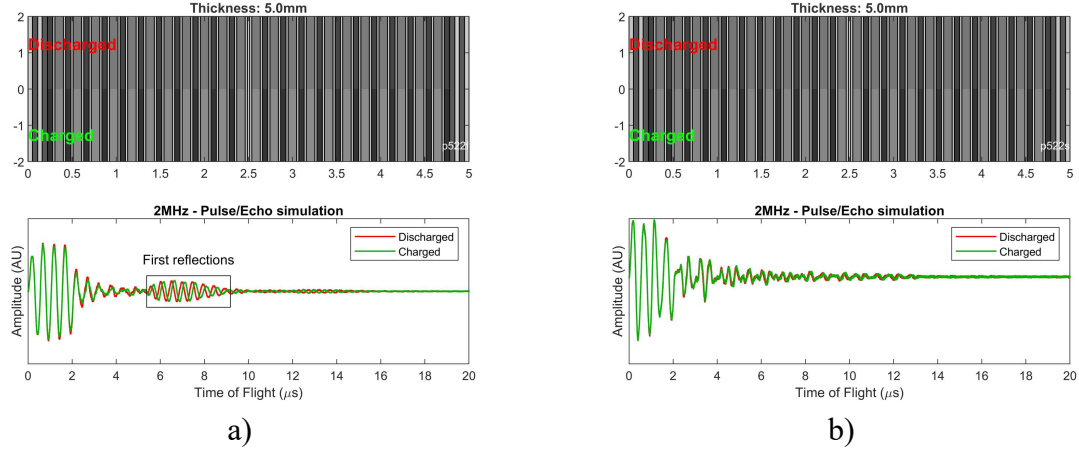 Thickness: 5.0mm
2
1
0
-1
-2
Discharged
Charged
p522l
0 0.5 1 1.5 2 2.5 3 3.5 4 4.5 5
2MHz - Pulse/Echo simulation
Amplitude (AU)
First reflections
Discharged
Charged
0 2 4 6 8 10 12 14 16 18 20
Time of Flight (μs)
a)
Thickness: 5.0mm
2
1
0
-1
-2
Discharged
Charged
p522s
0 0.5 1 1.5 2 2.5 3 3.5 4 4.5 5
2MHz - Pulse/Echo simulation
Amplitude (AU)
Discharged
Charged
0 2 4 6 8 10 12 14 16 18 20
Time of Flight (μs)
b)